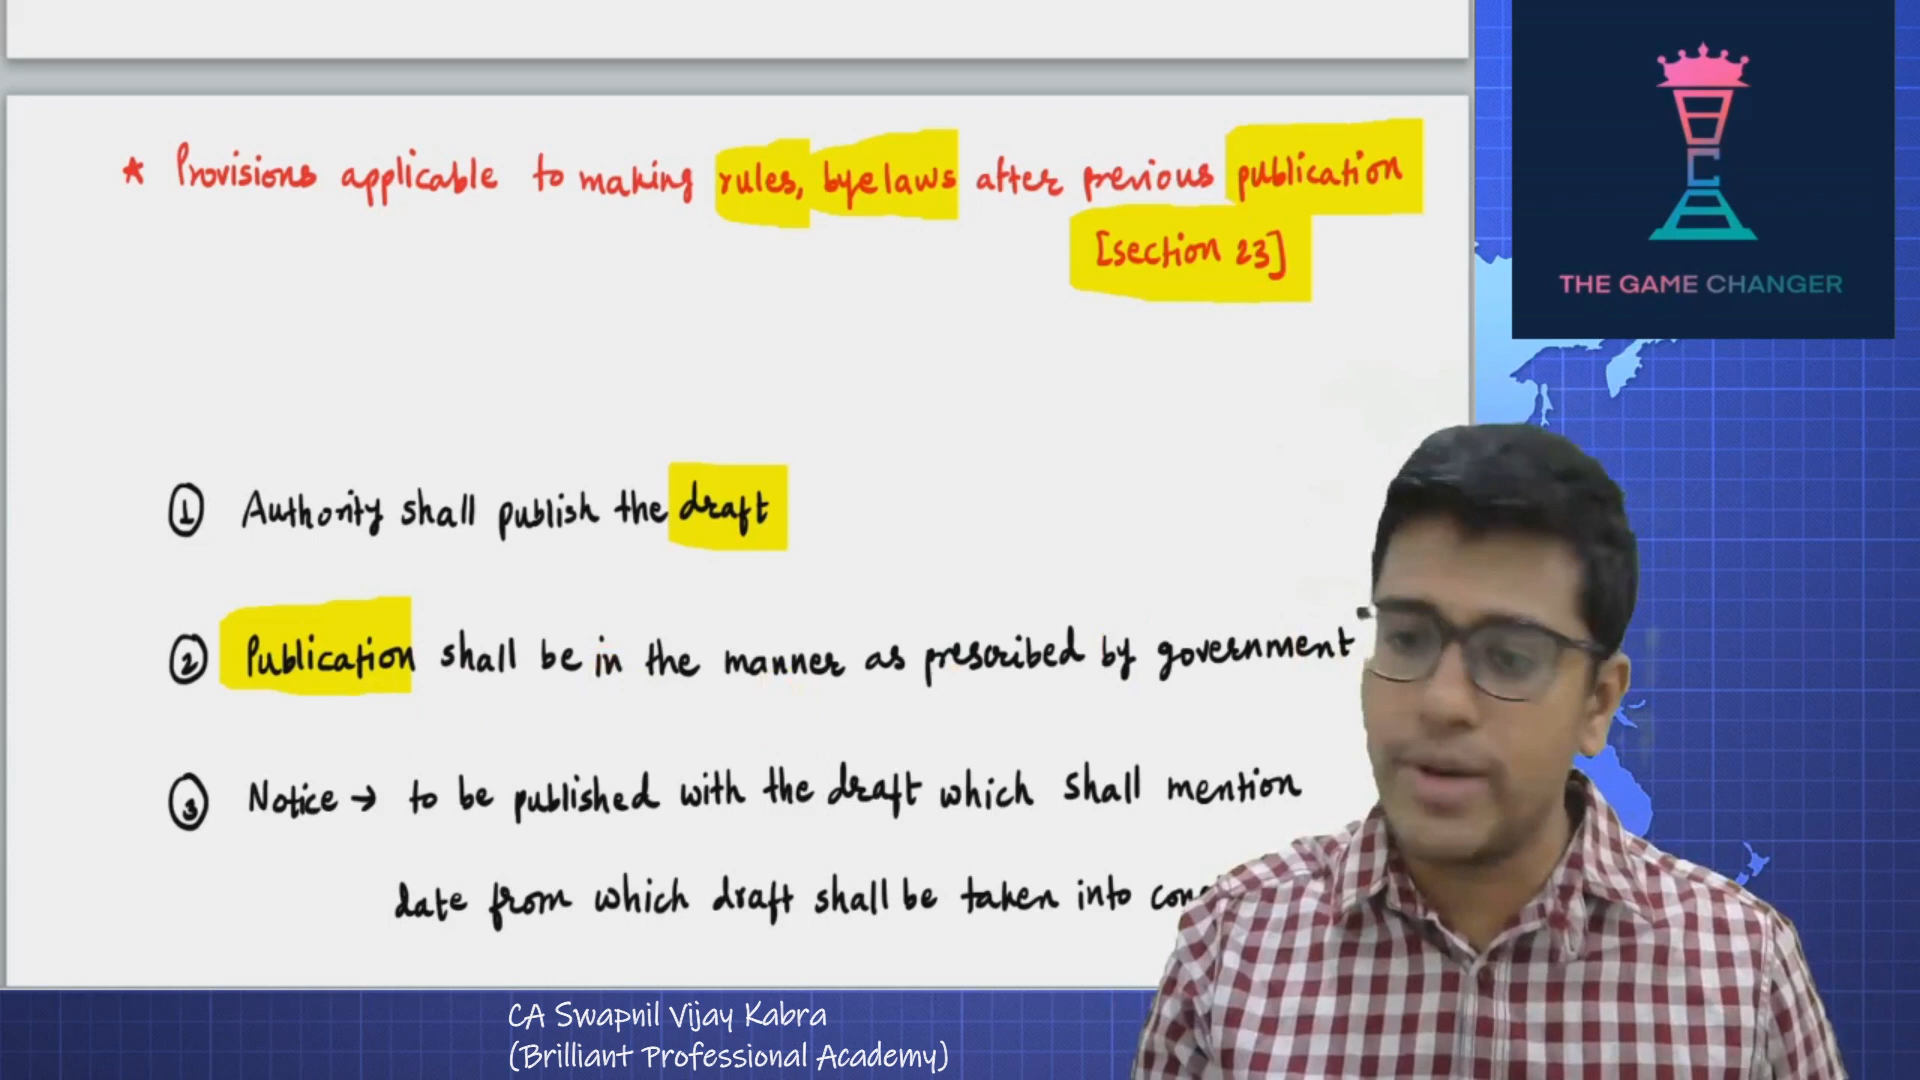 ★ Provisions applicable to making rules, byelaws after previous publication
[section 23]
① Authority shall publish the draft
② Publication shall be in the manner as prescribed by government
③ Notice → to be published with the draft which shall mention
date from which draft shall be taken into
THE GAME CHANGER
CA Swapnil Vijay Kabra
(Brilliant Professional Academy)